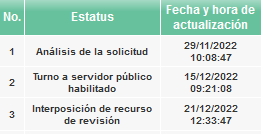 No. Estatus Fecha y hora de
actualización
1 Análisis de la solicitud 29/11/2022
10:08:47
2 Turno a servidor público
habilitado 15/12/2022
09:21:08
3 Interposición de recurso
de revisión 21/12/2022
12:33:47